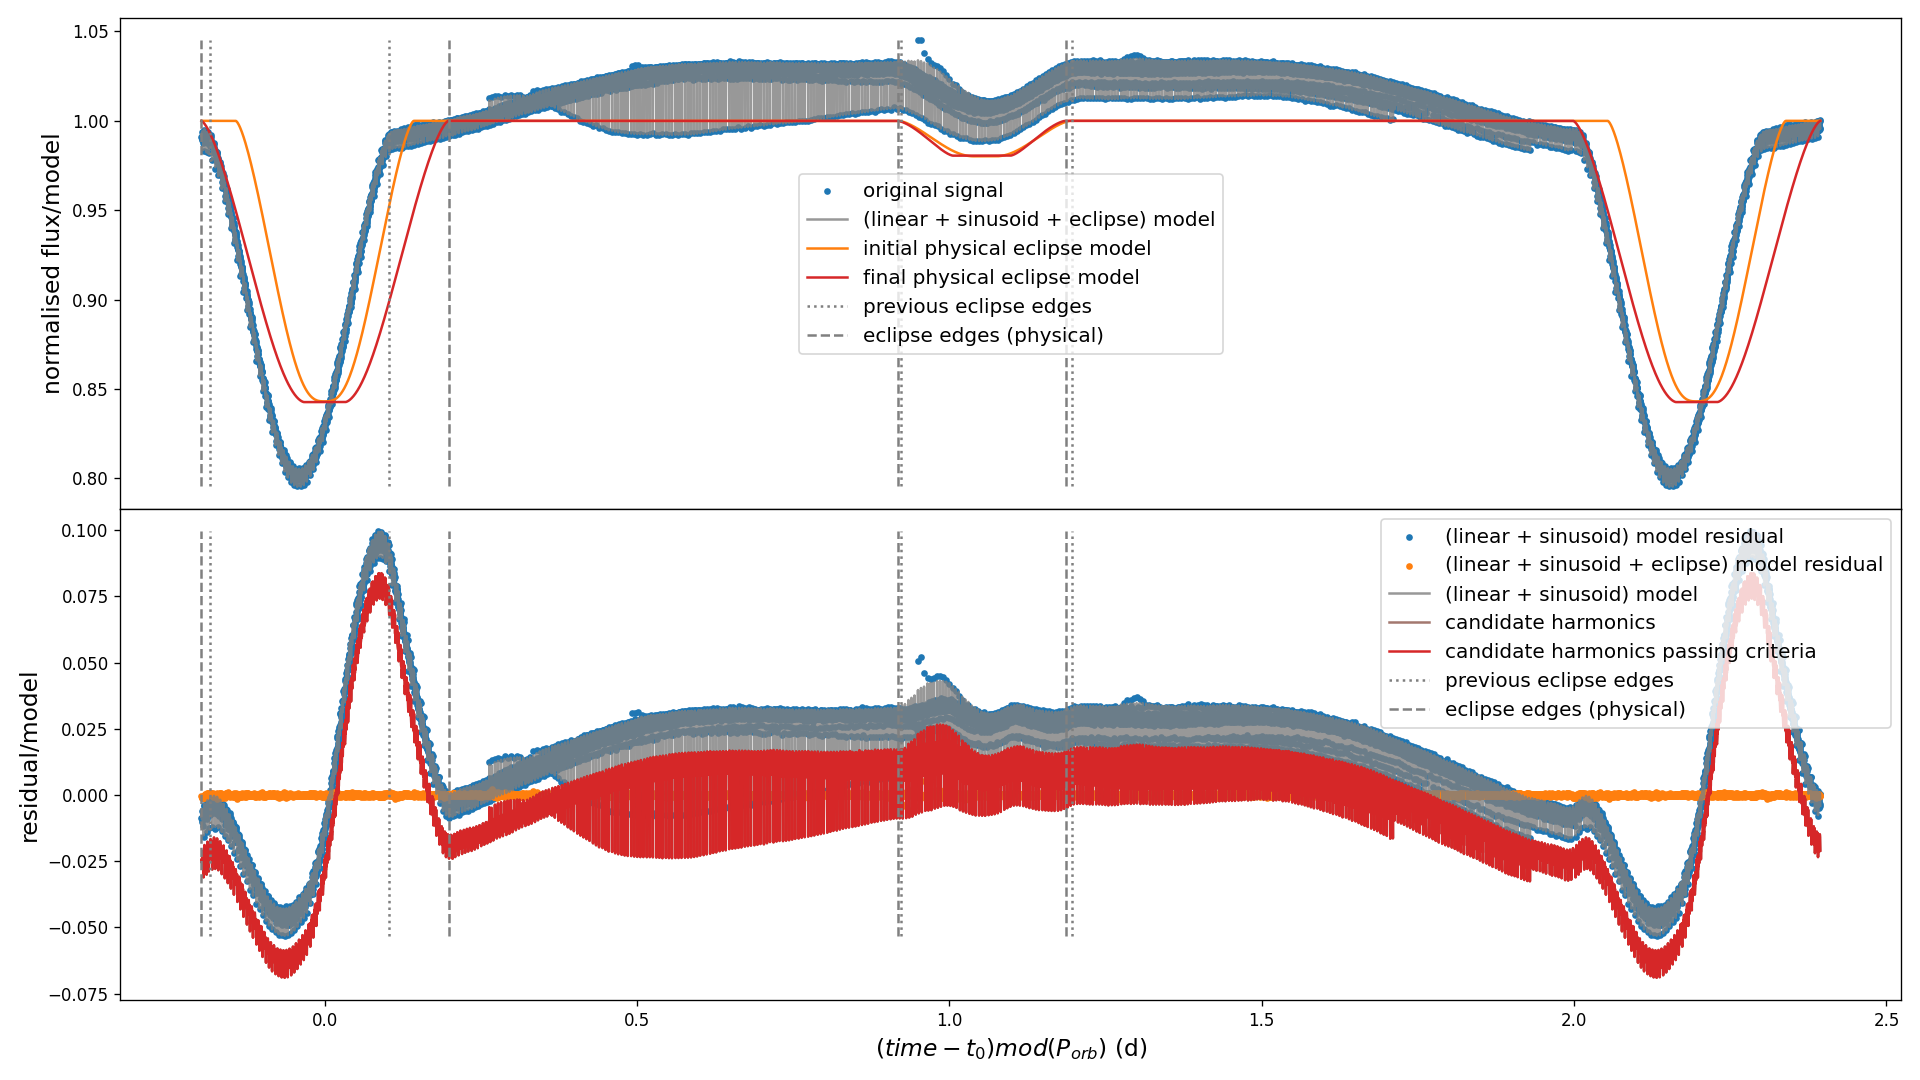 1.05
1.00
0.95
0.90
0.85
0.80
normalised flux/model
original signal
(linear + sinusoid + eclipse) model
initial physical eclipse model
final physical eclipse model
previous eclipse edges
eclipse edges (physical)
0.100
0.075
0.050
0.025
0.000
−0.025
−0.050
−0.075
residual/model
(linear + sinusoid) model residual
(linear + sinusoid + eclipse) model residual
(linear + sinusoid) model
candidate harmonics
candidate harmonics passing criteria
previous eclipse edges
eclipse edges (physical)
0.0 0.5 1.0 1.5 2.0 2.5
(time − t₀)mod(P_orb) (d)